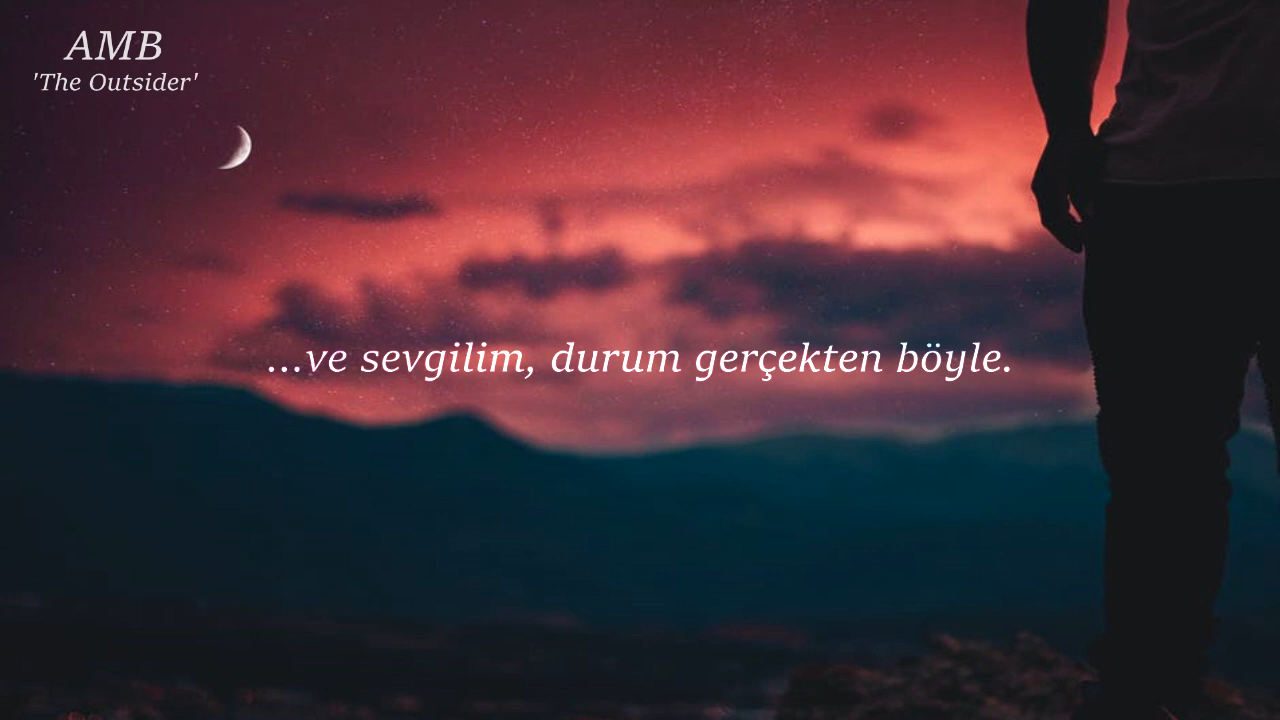 AMB
'The Outsider'
...ve sevgilim, durum gerçekten böyle.